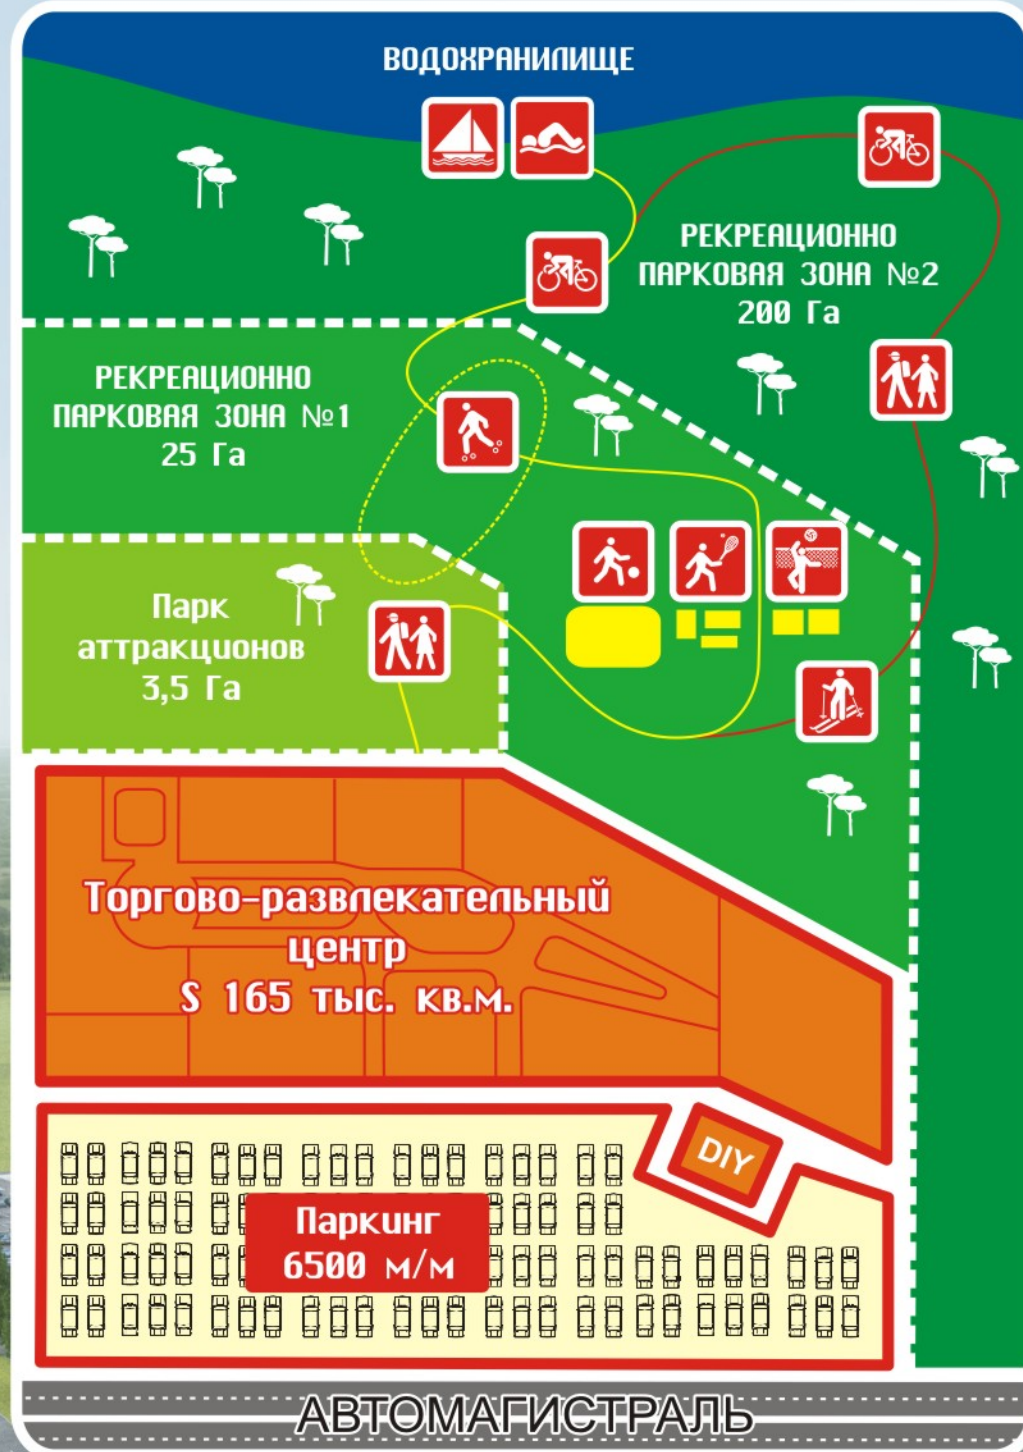 ВОДОХРАНИЛИЩЕ
РЕКРЕАЦИОННО
ПАРКОВАЯ ЗОНА №2
200 Га
РЕКРЕАЦИОННО
ПАРКОВАЯ ЗОНА №1
25 Га
Парк
аттракционов
3,5 Га
Торгово-развлекательный
центр
S 165 тыс. кв.м.
DIY
Паркинг
6500 м/м
АВТОМАГИСТРАЛЬ